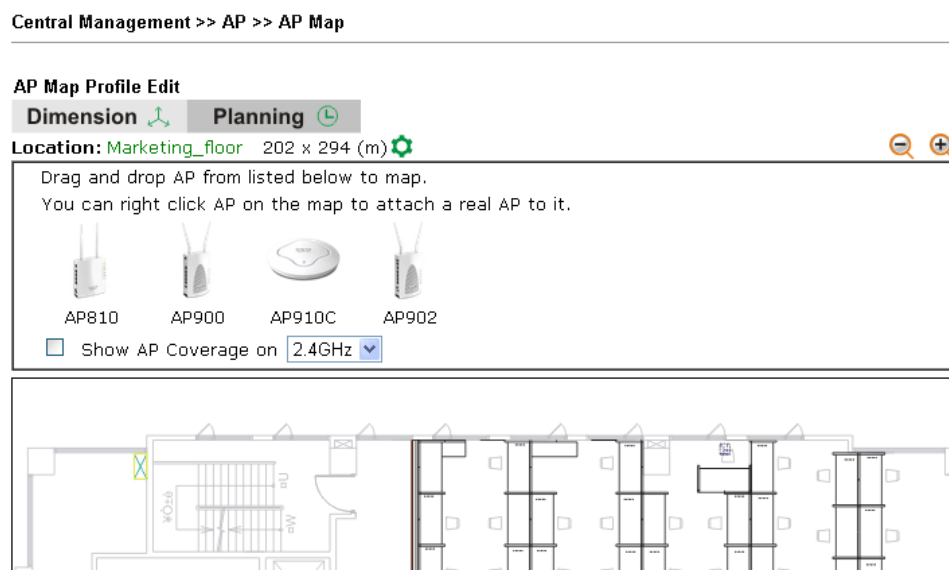 Central Management >> AP >> AP Map
AP Map Profile Edit
Dimension Planning
Location: Marketing_floor 202 x 294 (m)
Drag and drop AP from listed below to map.
You can right click AP on the map to attach a real AP to it.
AP810 AP900 AP910C AP902
Show AP Coverage on 2.4GHz